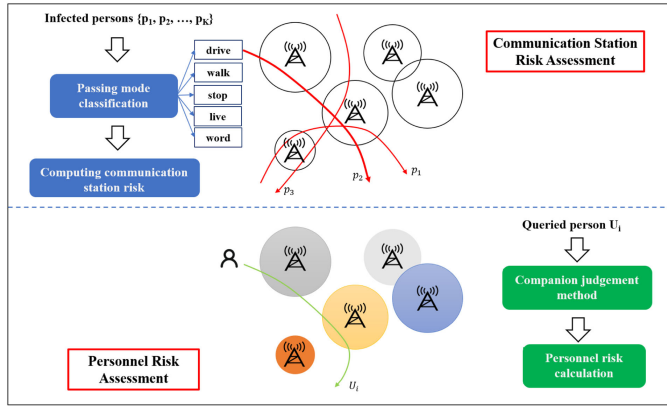 Infected persons {p₁, p₂, …, p_K}
Passing mode
classification
drive
walk
stop
live
word
Computing communication
station risk
p₃
p₂
p₁
Communication Station
Risk Assessment
Queried person Uᵢ
Companion judgement
method
Personnel risk
calculation
Personnel Risk
Assessment
Uᵢ